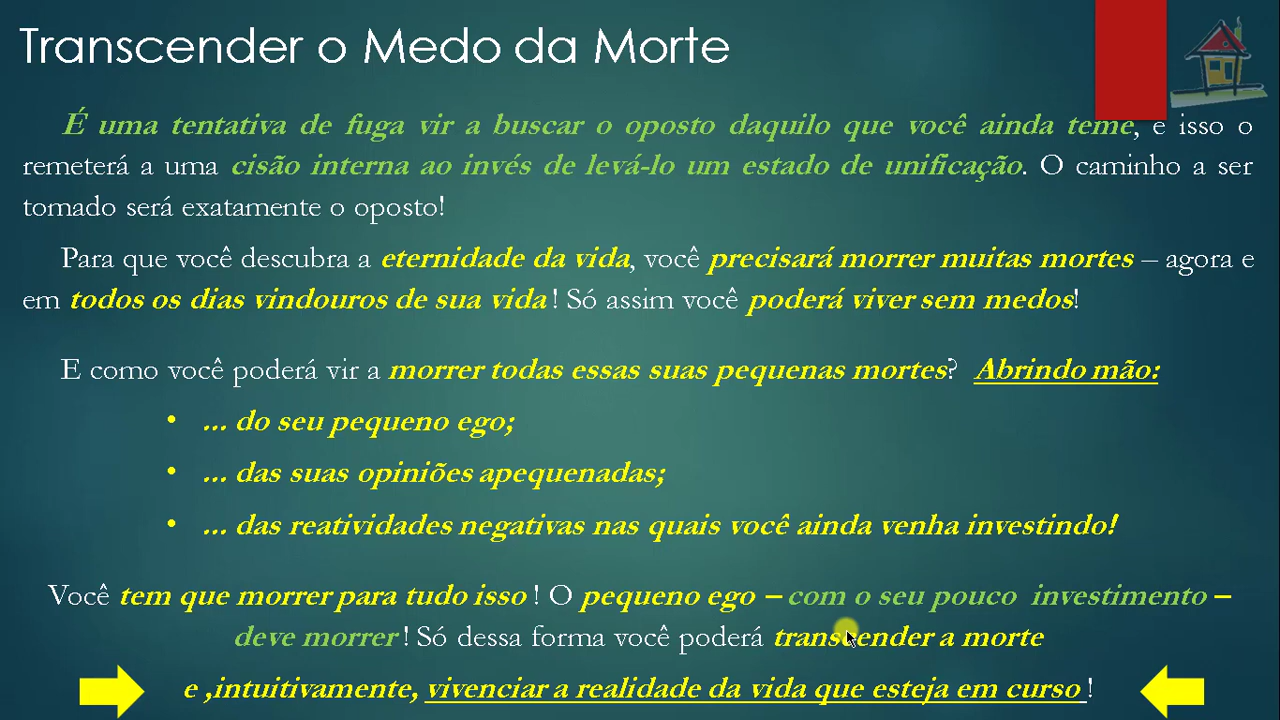 Transcender o Medo da Morte
É uma tentativa de fuga vir a buscar o oposto daquilo que você ainda teme, e isso o
remeterá a uma cisão interna ao invés de levá-lo um estado de unificação. O caminho a ser
tomado será exatamente o oposto!
Para que você descubra a eternidade da vida, você precisará morrer muitas mortes – agora e
em todos os dias vindouros de sua vida ! Só assim você poderá viver sem medos!
E como você poderá vir a morrer todas essas suas pequenas mortes? Abrindo mão:
• ... do seu pequeno ego;
• ... das suas opiniões apequenadas;
• ... das reatividades negativas nas quais você ainda venha investindo!
Você tem que morrer para tudo isso ! O pequeno ego – com o seu pouco investimento –
deve morrer ! Só dessa forma você poderá transcender a morte
e ,intuitivamente, vivenciar a realidade da vida que esteja em curso !